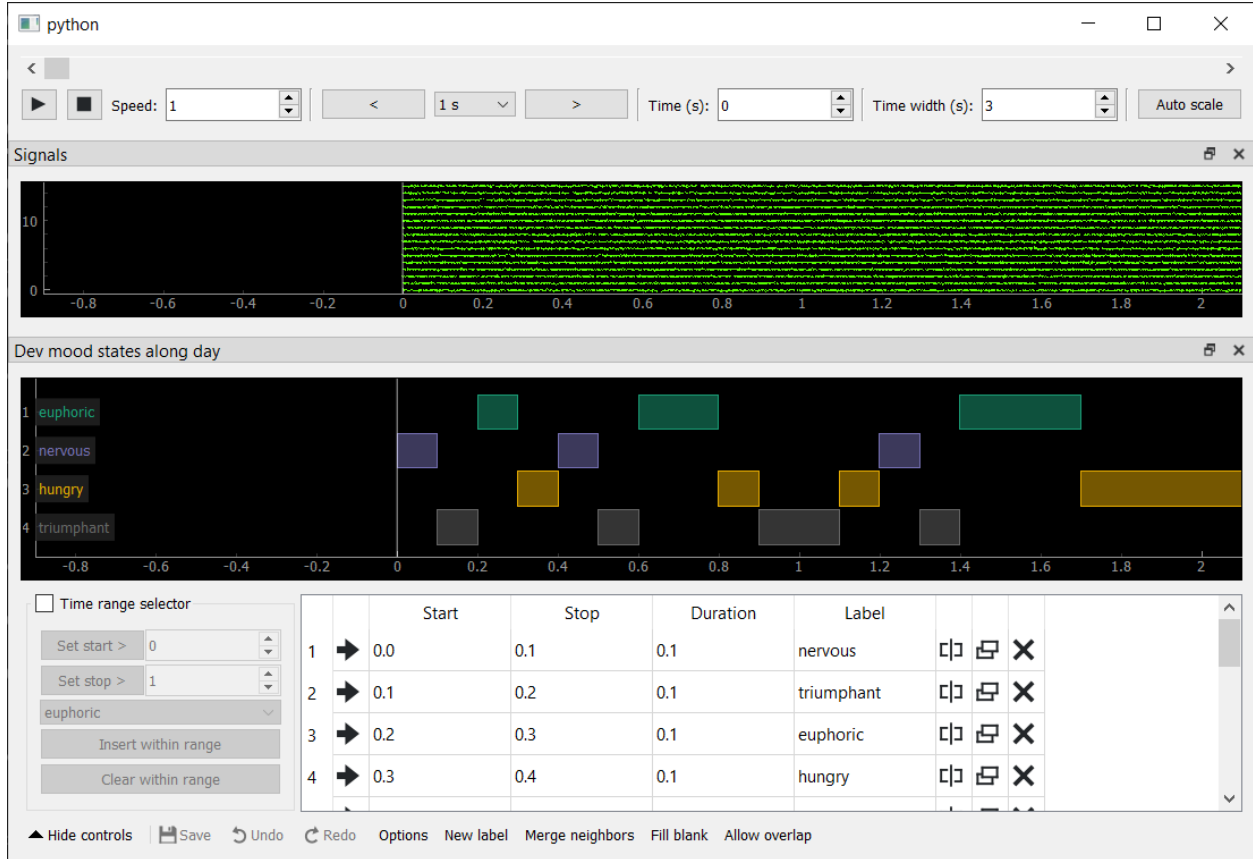 python
< >
Speed: 1 < 1 s > Time (s): 0 Time width (s): 3 Auto scale
Signals
10
0
-0.8 -0.6 -0.4 -0.2 0 0.2 0.4 0.6 0.8 1 1.2 1.4 1.6 1.8 2
Dev mood states along day
1 euphoric
2 nervous
3 hungry
4 triumphant
-0.8 -0.6 -0.4 -0.2 0 0.2 0.4 0.6 0.8 1 1.2 1.4 1.6 1.8 2
Time range selector
Set start > 0
Set stop > 1
euphoric
Insert within range
Clear within range
Start Stop Duration Label
1 0.0 0.1 0.1 nervous
2 0.1 0.2 0.1 triumphant
3 0.2 0.3 0.1 euphoric
4 0.3 0.4 0.1 hungry
Hide controls Save Undo Redo Options New label Merge neighbors Fill blank Allow overlap